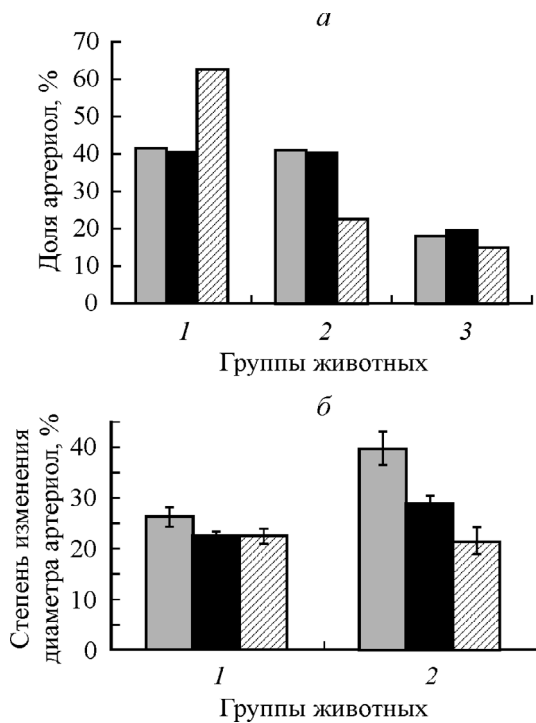 а
Доля артериол, %
70
60
50
40
30
20
10
0
1 2 3
Группы животных
б
Степень изменения
диаметра артериол, %
40
30
20
10
0
1 2
Группы животных